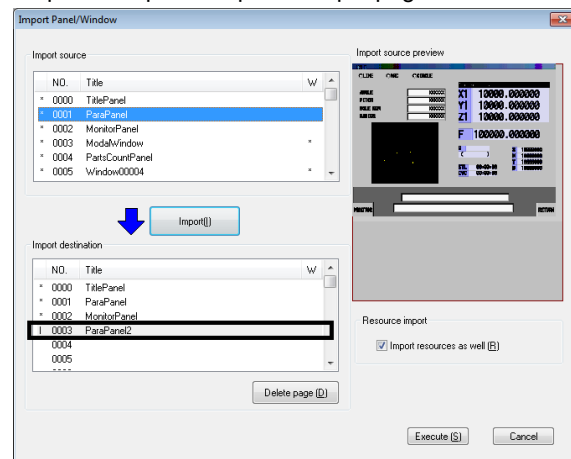 Import Panel/Window
Import source
NO. Title W
* 0000 TitlePanel
* 0001 ParaPanel
* 0002 MonitorPanel
* 0003 ModalWindow *
* 0004 PartsCountPanel
* 0005 Window00004 *
Import(I)
Import destination
NO. Title W
* 0000 TitlePanel
* 0001 ParaPanel
* 0002 MonitorPanel
I 0003 ParaPanel2
0004
0005
Delete page (D)
Import source preview
X1 10000.000000
Y1 10000.000000
Z1 10000.000000
F 100000.000000
RETURN
Resource import
Import resources as well (R)
Execute (S) Cancel